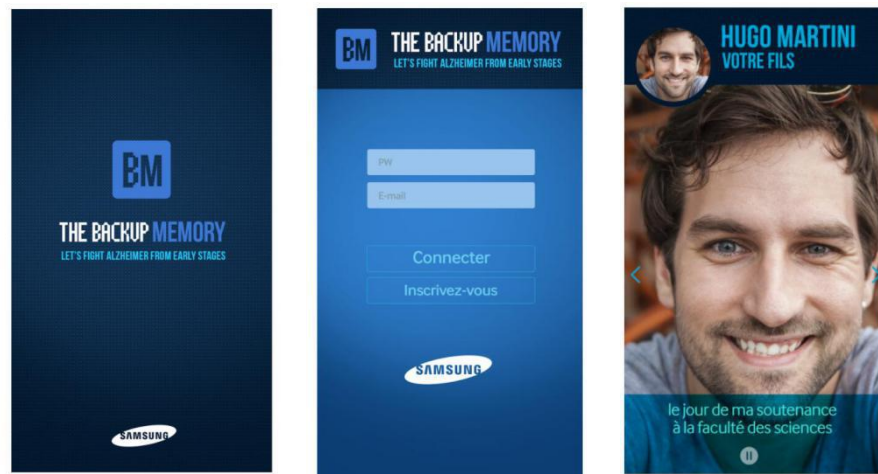 BM
THE BACKUP MEMORY
LET'S FIGHT ALZHEIMER FROM EARLY STAGES
SAMSUNG
BM
THE BACKUP MEMORY
LET'S FIGHT ALZHEIMER FROM EARLY STAGES
PW
E-mail
Connecter
Inscrivez-vous
SAMSUNG
HUGO MARTINI
VOTRE FILS
le jour de ma soutenance
à la faculté des sciences